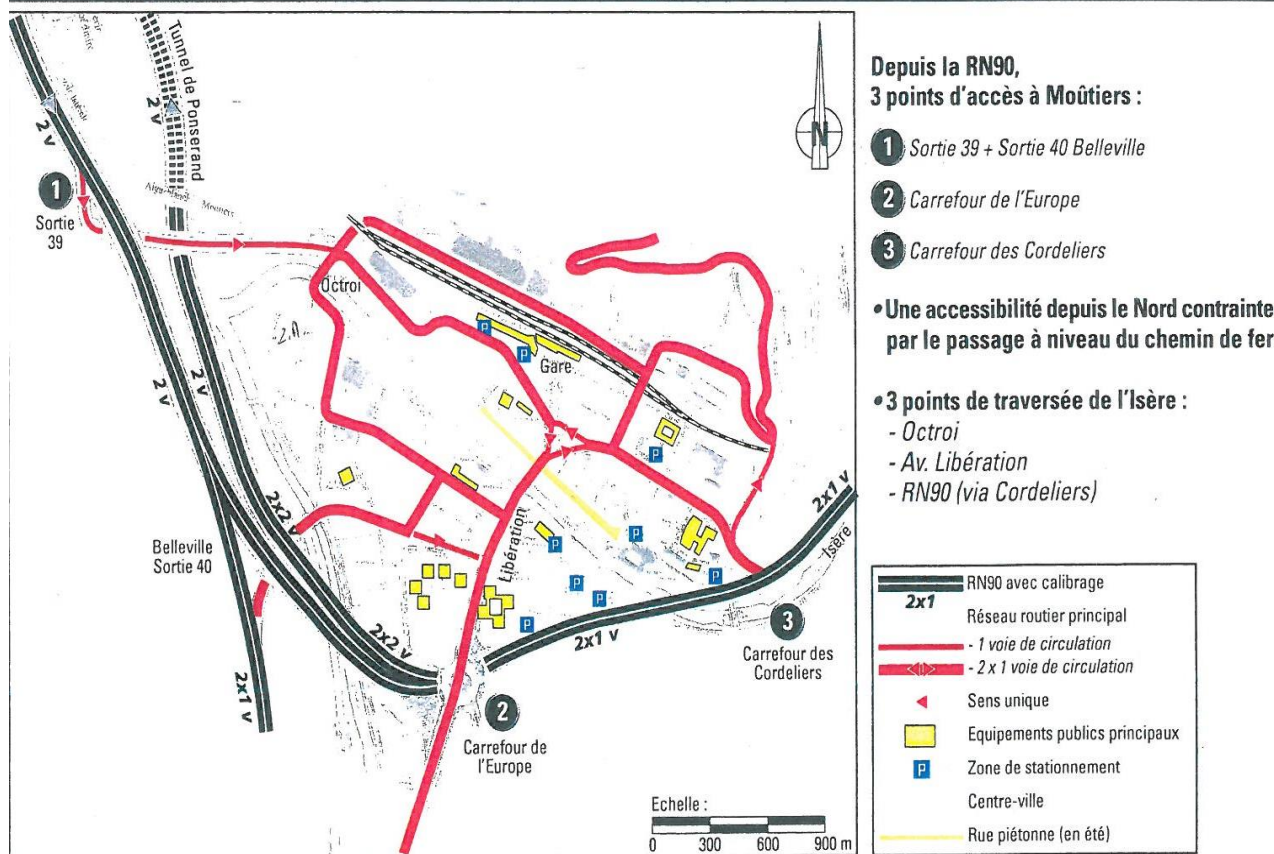 Tunnel de Ponserand
2 v
2 v
1
Sortie
39
Moutiers
Octroi
P
P
Gare
N
2 v
2 v
P
2x2 v
Belleville
Sortie 40
Libération
P
P
P
P
P
P
2x1 v
Isère
2x2 v
2x1 v
2x1 v
3
Carrefour des
Cordeliers
2
Carrefour de
l'Europe
Echelle :
0 300 600 900 m
Depuis la RN90,
3 points d'accès à Moûtiers :
1 Sortie 39 + Sortie 40 Belleville
2 Carrefour de l'Europe
3 Carrefour des Cordeliers
• Une accessibilité depuis le Nord contrainte
par le passage à niveau du chemin de fer
• 3 points de traversée de l'Isère :
- Octroi
- Av. Libération
- RN90 (via Cordeliers)
RN90 avec calibrage
2x1
Réseau routier principal
- 1 voie de circulation
- 2 x 1 voie de circulation
Sens unique
Equipements publics principaux
P Zone de stationnement
Centre-ville
Rue piétonne (en été)